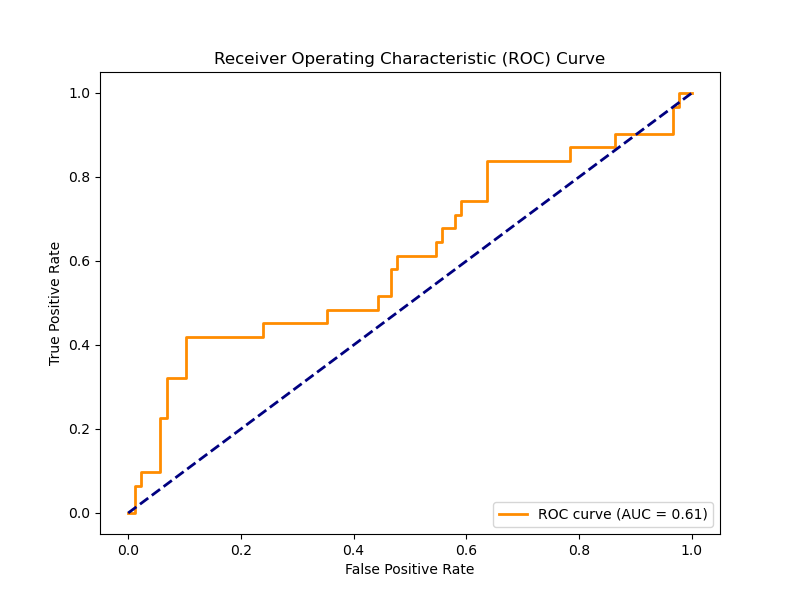 Receiver Operating Characteristic (ROC) Curve
True Positive Rate
1.0
0.8
0.6
0.4
0.2
0.0
ROC curve (AUC = 0.61)
0.0 0.2 0.4 0.6 0.8 1.0
False Positive Rate